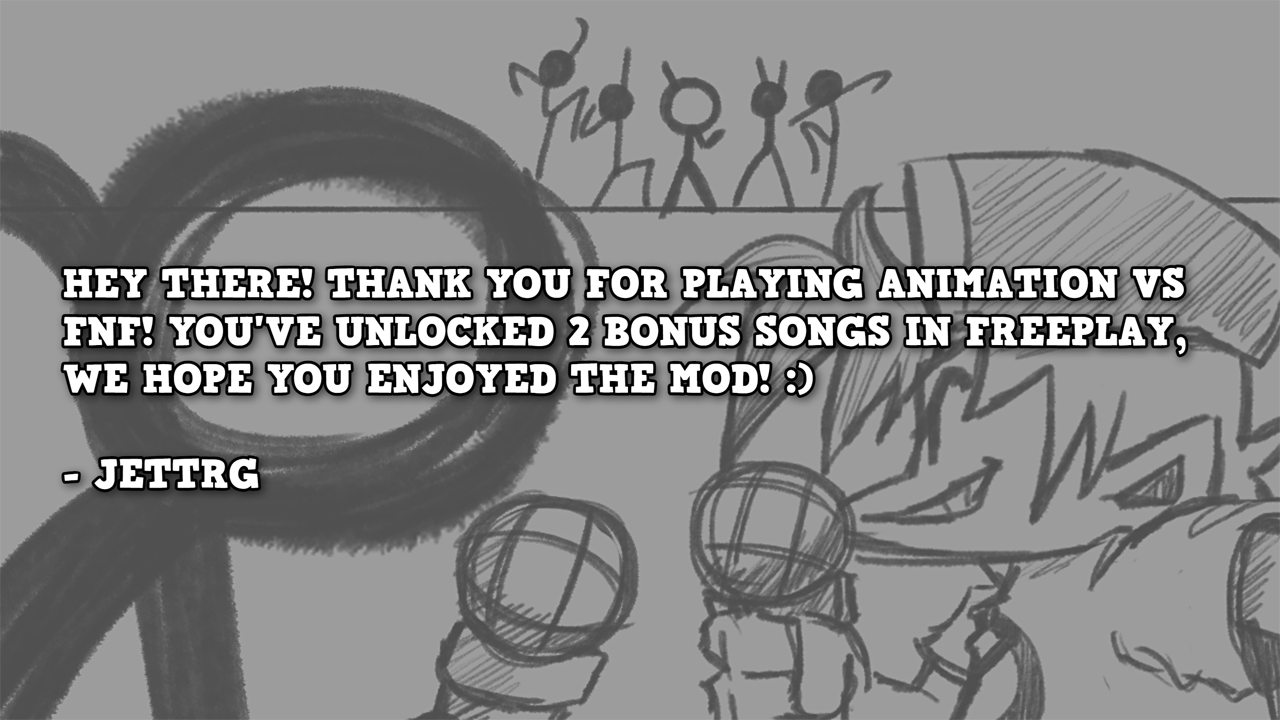 HEY THERE! THANK YOU FOR PLAYING ANIMATION VS
FNF! YOU'VE UNLOCKED 2 BONUS SONGS IN FREEPLAY,
WE HOPE YOU ENJOYED THE MOD! :)
- JETTRG